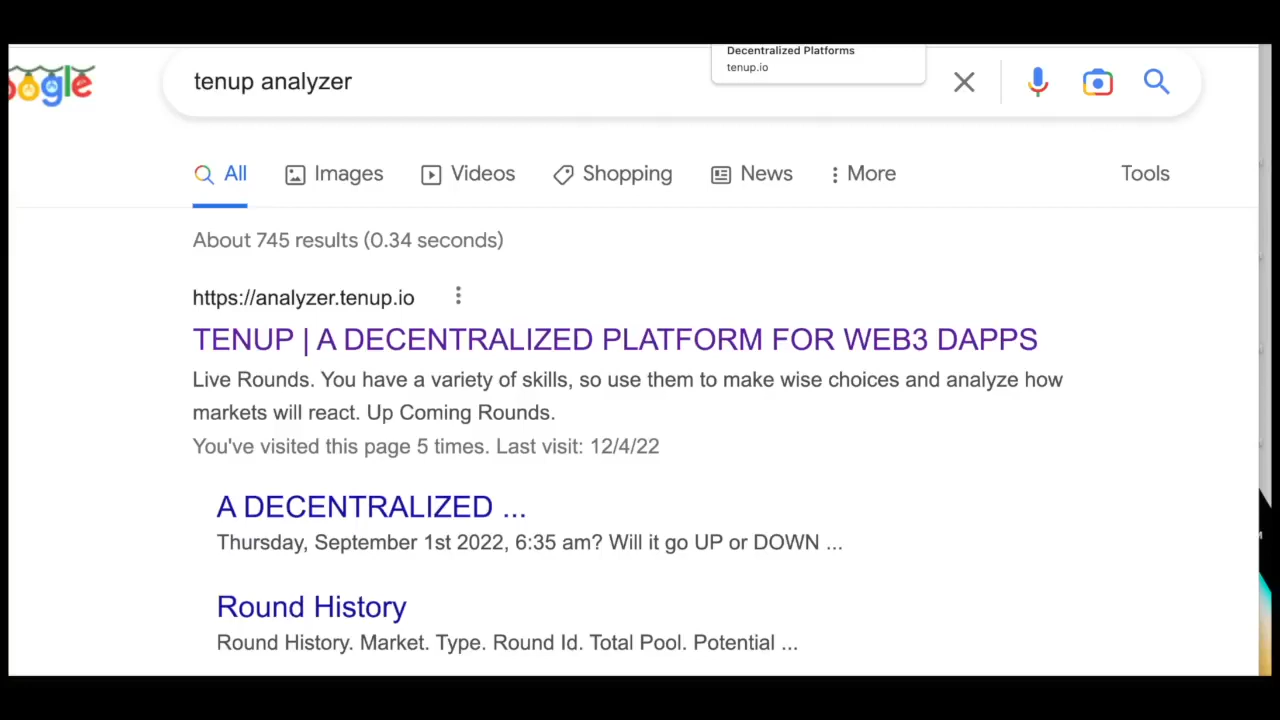 Decentralized Platforms
tenup.io
oogle
tenup analyzer
All Images Videos Shopping News More Tools
About 745 results (0.34 seconds)
https://analyzer.tenup.io
TENUP | A DECENTRALIZED PLATFORM FOR WEB3 DAPPS
Live Rounds. You have a variety of skills, so use them to make wise choices and analyze how
markets will react. Up Coming Rounds.
You've visited this page 5 times. Last visit: 12/4/22
A DECENTRALIZED ...
Thursday, September 1st 2022, 6:35 am? Will it go UP or DOWN ...
Round History
Round History. Market. Type. Round Id. Total Pool. Potential ...